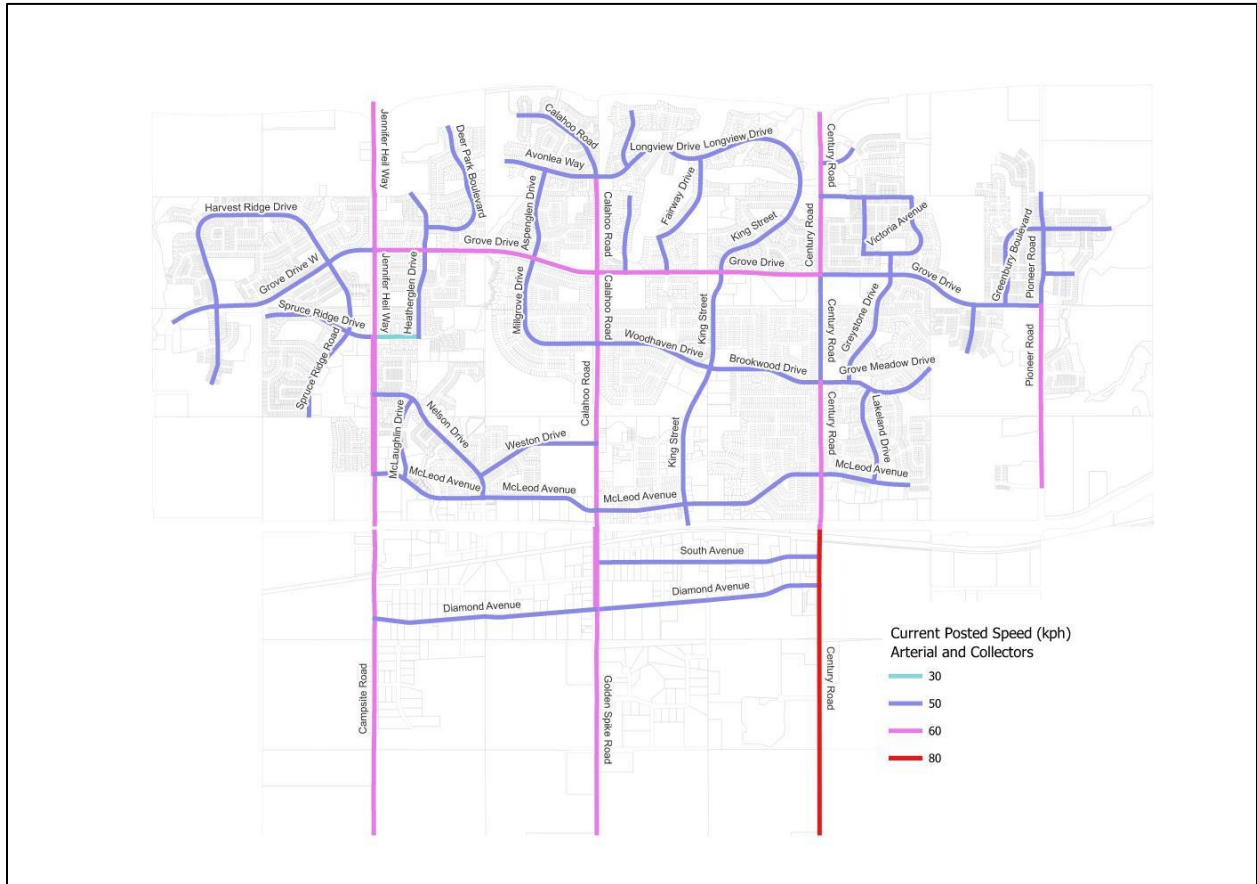 Calahoo Road
Jennifer Heil Way
Deer Park Boulevard
Century Road
Longview Drive
Longview Drive
Avonlea Way
Fairway Drive
Aspenglen Drive
Calahoo Road
King Street
Harvest Ridge Drive
Victoria Avenue
Century Road
Greenbury Boulevard
Pioneer Road
Grove Drive
Grove Drive
Grove Drive
Grove Drive W
Jennifer Heil Way
Heatherglen Drive
Millgrove Drive
Calahoo Road
King Street
Century Road
Greystone Drive
Spruce Ridge Drive
Spruce Ridge Road
Woodhaven Drive
Brookwood Drive
Grove Meadow Drive
Pioneer Road
Calahoo Road
Century Road
Lakeland Drive
McLaughlin Drive
Nelson Drive
Weston Drive
King Street
McLeod Avenue
McLeod Avenue
McLeod Avenue
McLeod Avenue
South Avenue
Diamond Avenue
Diamond Avenue
Campsite Road
Golden Spike Road
Century Road
Current Posted Speed (kph)
Arterial and Collectors
30
50
60
80